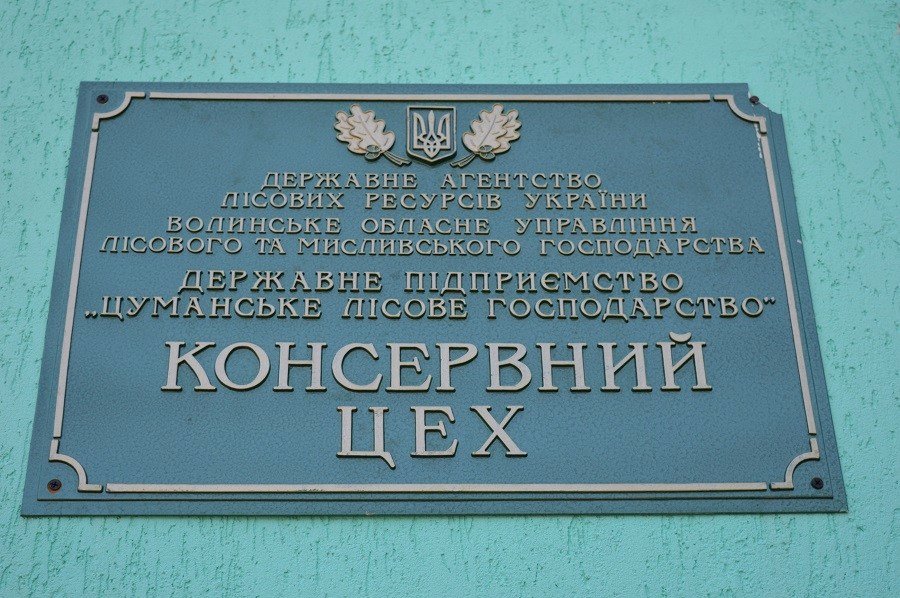 ДЕРЖАВНЕ АГЕНТСТВО
ЛІСОВИХ РЕСУРСІВ УКРАЇНИ
ВОЛИНСЬКЕ ОБЛАСНЕ УПРАВЛІННЯ
ЛІСОВОГО ТА МИСЛИВСЬКОГО ГОСПОДАРСТВА
ДЕРЖАВНЕ ПІДПРИЄМСТВО
„ЦУМАНСЬКЕ ЛІСОВЕ ГОСПОДАРСТВО"
КОНСЕРВНИЙ
ЦЕХ